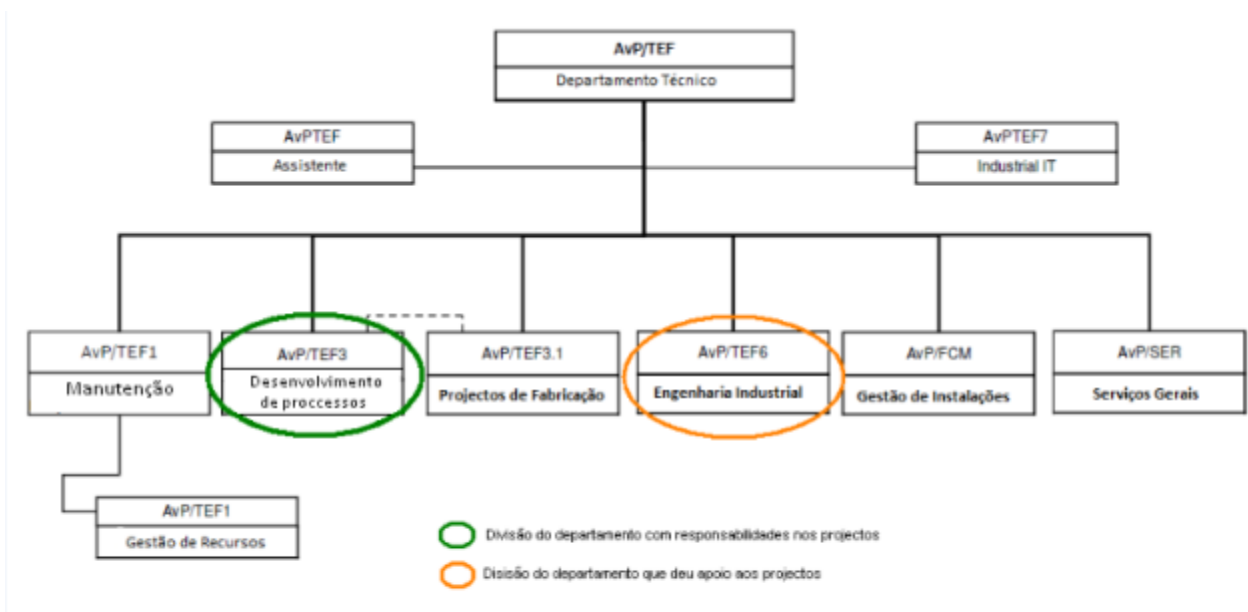 AvP/TEF
Departamento Técnico
AvPTEF
Assistente
AvPTEF7
Industrial IT
AvP/TEF1
Manutenção
AvP/TEF3
Desenvolvimento
de proccessos
AvP/TEF3.1
Projectos de Fabricação
AvP/TEF6
Engenharia Industrial
AvP/FCM
Gestão de Instalações
AvP/SER
Serviços Gerais
AvP/TEF1
Gestão de Recursos
Divisão do departamento com responsabilidades nos projectos
Disisão do departamento que deu apoio aos projectos